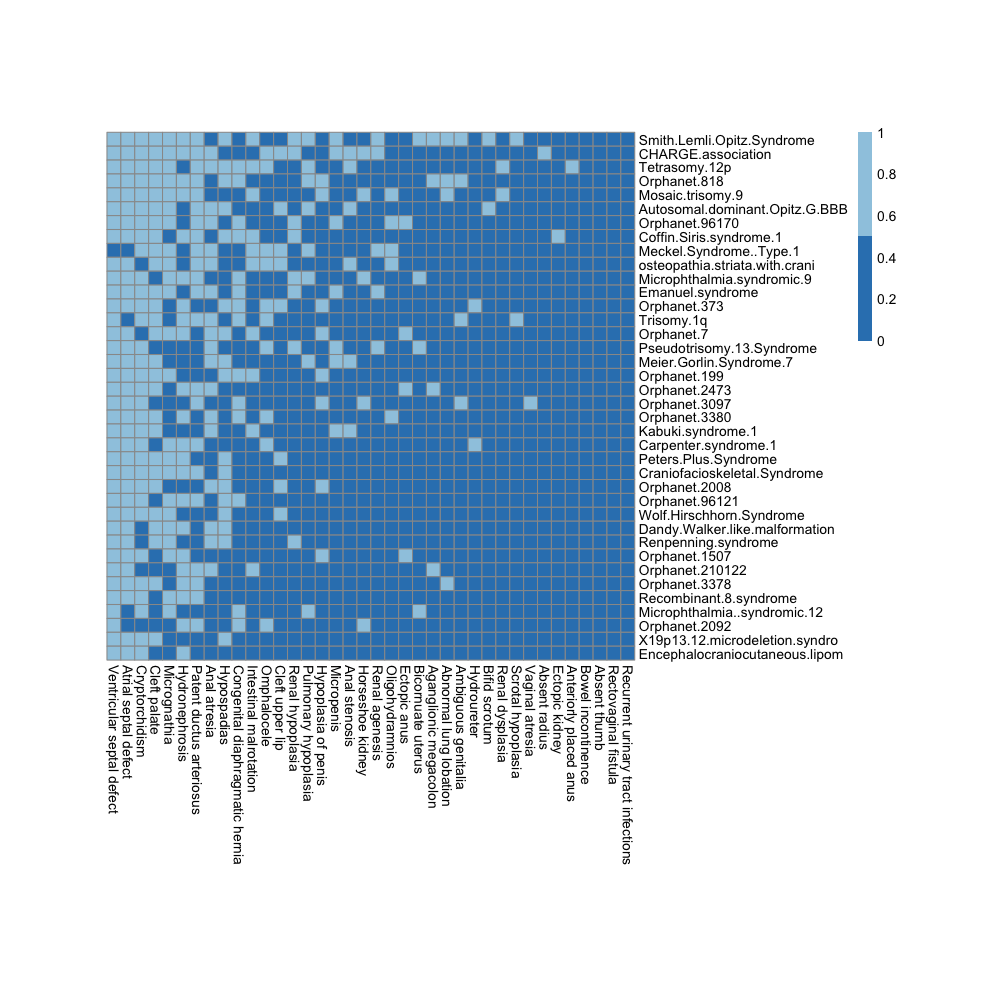 Smith.Lemli.Opitz.Syndrome
CHARGE.association
Tetrasomy.12p
Orphanet.818
Mosaic.trisomy.9
Autosomal.dominant.Opitz.G.BBB
Orphanet.96170
Coffin.Siris.syndrome.1
Meckel.Syndrome..Type.1
osteopathia.striata.with.crani
Microphthalmia.syndromic.9
Emanuel.syndrome
Orphanet.373
Trisomy.1q
Orphanet.7
Pseudotrisomy.13.Syndrome
Meier.Gorlin.Syndrome.7
Orphanet.199
Orphanet.2473
Orphanet.3097
Orphanet.3380
Kabuki.syndrome.1
Carpenter.syndrome.1
Peters.Plus.Syndrome
Craniofacioskeletal.Syndrome
Orphanet.2008
Orphanet.96121
Wolf.Hirschhorn.Syndrome
Dandy.Walker.like.malformation
Renpenning.syndrome
Orphanet.1507
Orphanet.210122
Orphanet.3378
Recombinant.8.syndrome
Microphthalmia..syndromic.12
Orphanet.2092
X19p13.12.microdeletion.syndro
Encephalocraniocutaneous.lipom
1
0.8
0.6
0.4
0.2
0
Ventricular septal defect
Atrial septal defect
Cryptorchidism
Cleft palate
Micrognathia
Hydronephrosis
Patent ductus arteriosus
Anal atresia
Hypospadias
Congenital diaphragmatic hernia
Intestinal malrotation
Omphalocele
Cleft upper lip
Renal hypoplasia
Pulmonary hypoplasia
Hypoplasia of penis
Micropenis
Anal stenosis
Horseshoe kidney
Renal agenesis
Oligohydramnios
Ectopic anus
Bicornuate uterus
Aganglionic megacolon
Abnormal lung lobation
Ambiguous genitalia
Hydroureter
Bifid scrotum
Renal dysplasia
Scrotal hypoplasia
Vaginal atresia
Absent radius
Ectopic kidney
Anteriorly placed anus
Bowel incontinence
Absent thumb
Rectovaginal fistula
Recurrent urinary tract infections